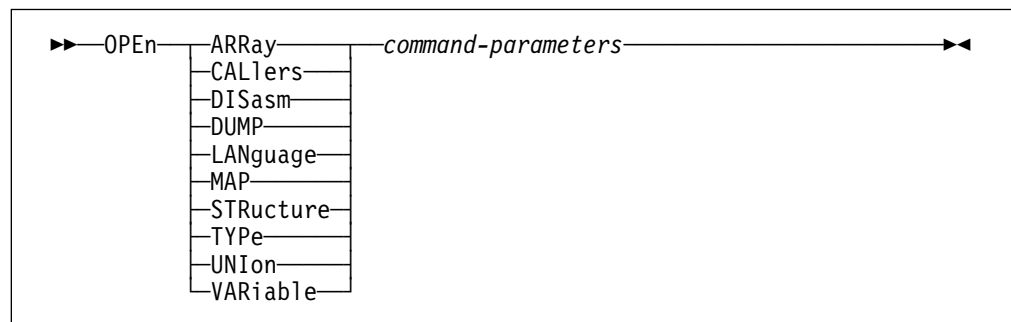 OPEn ARRay command-parameters
CALlers
DISasm
DUMP
LANguage
MAP
STRucture
TYPe
UNIon
VARiable